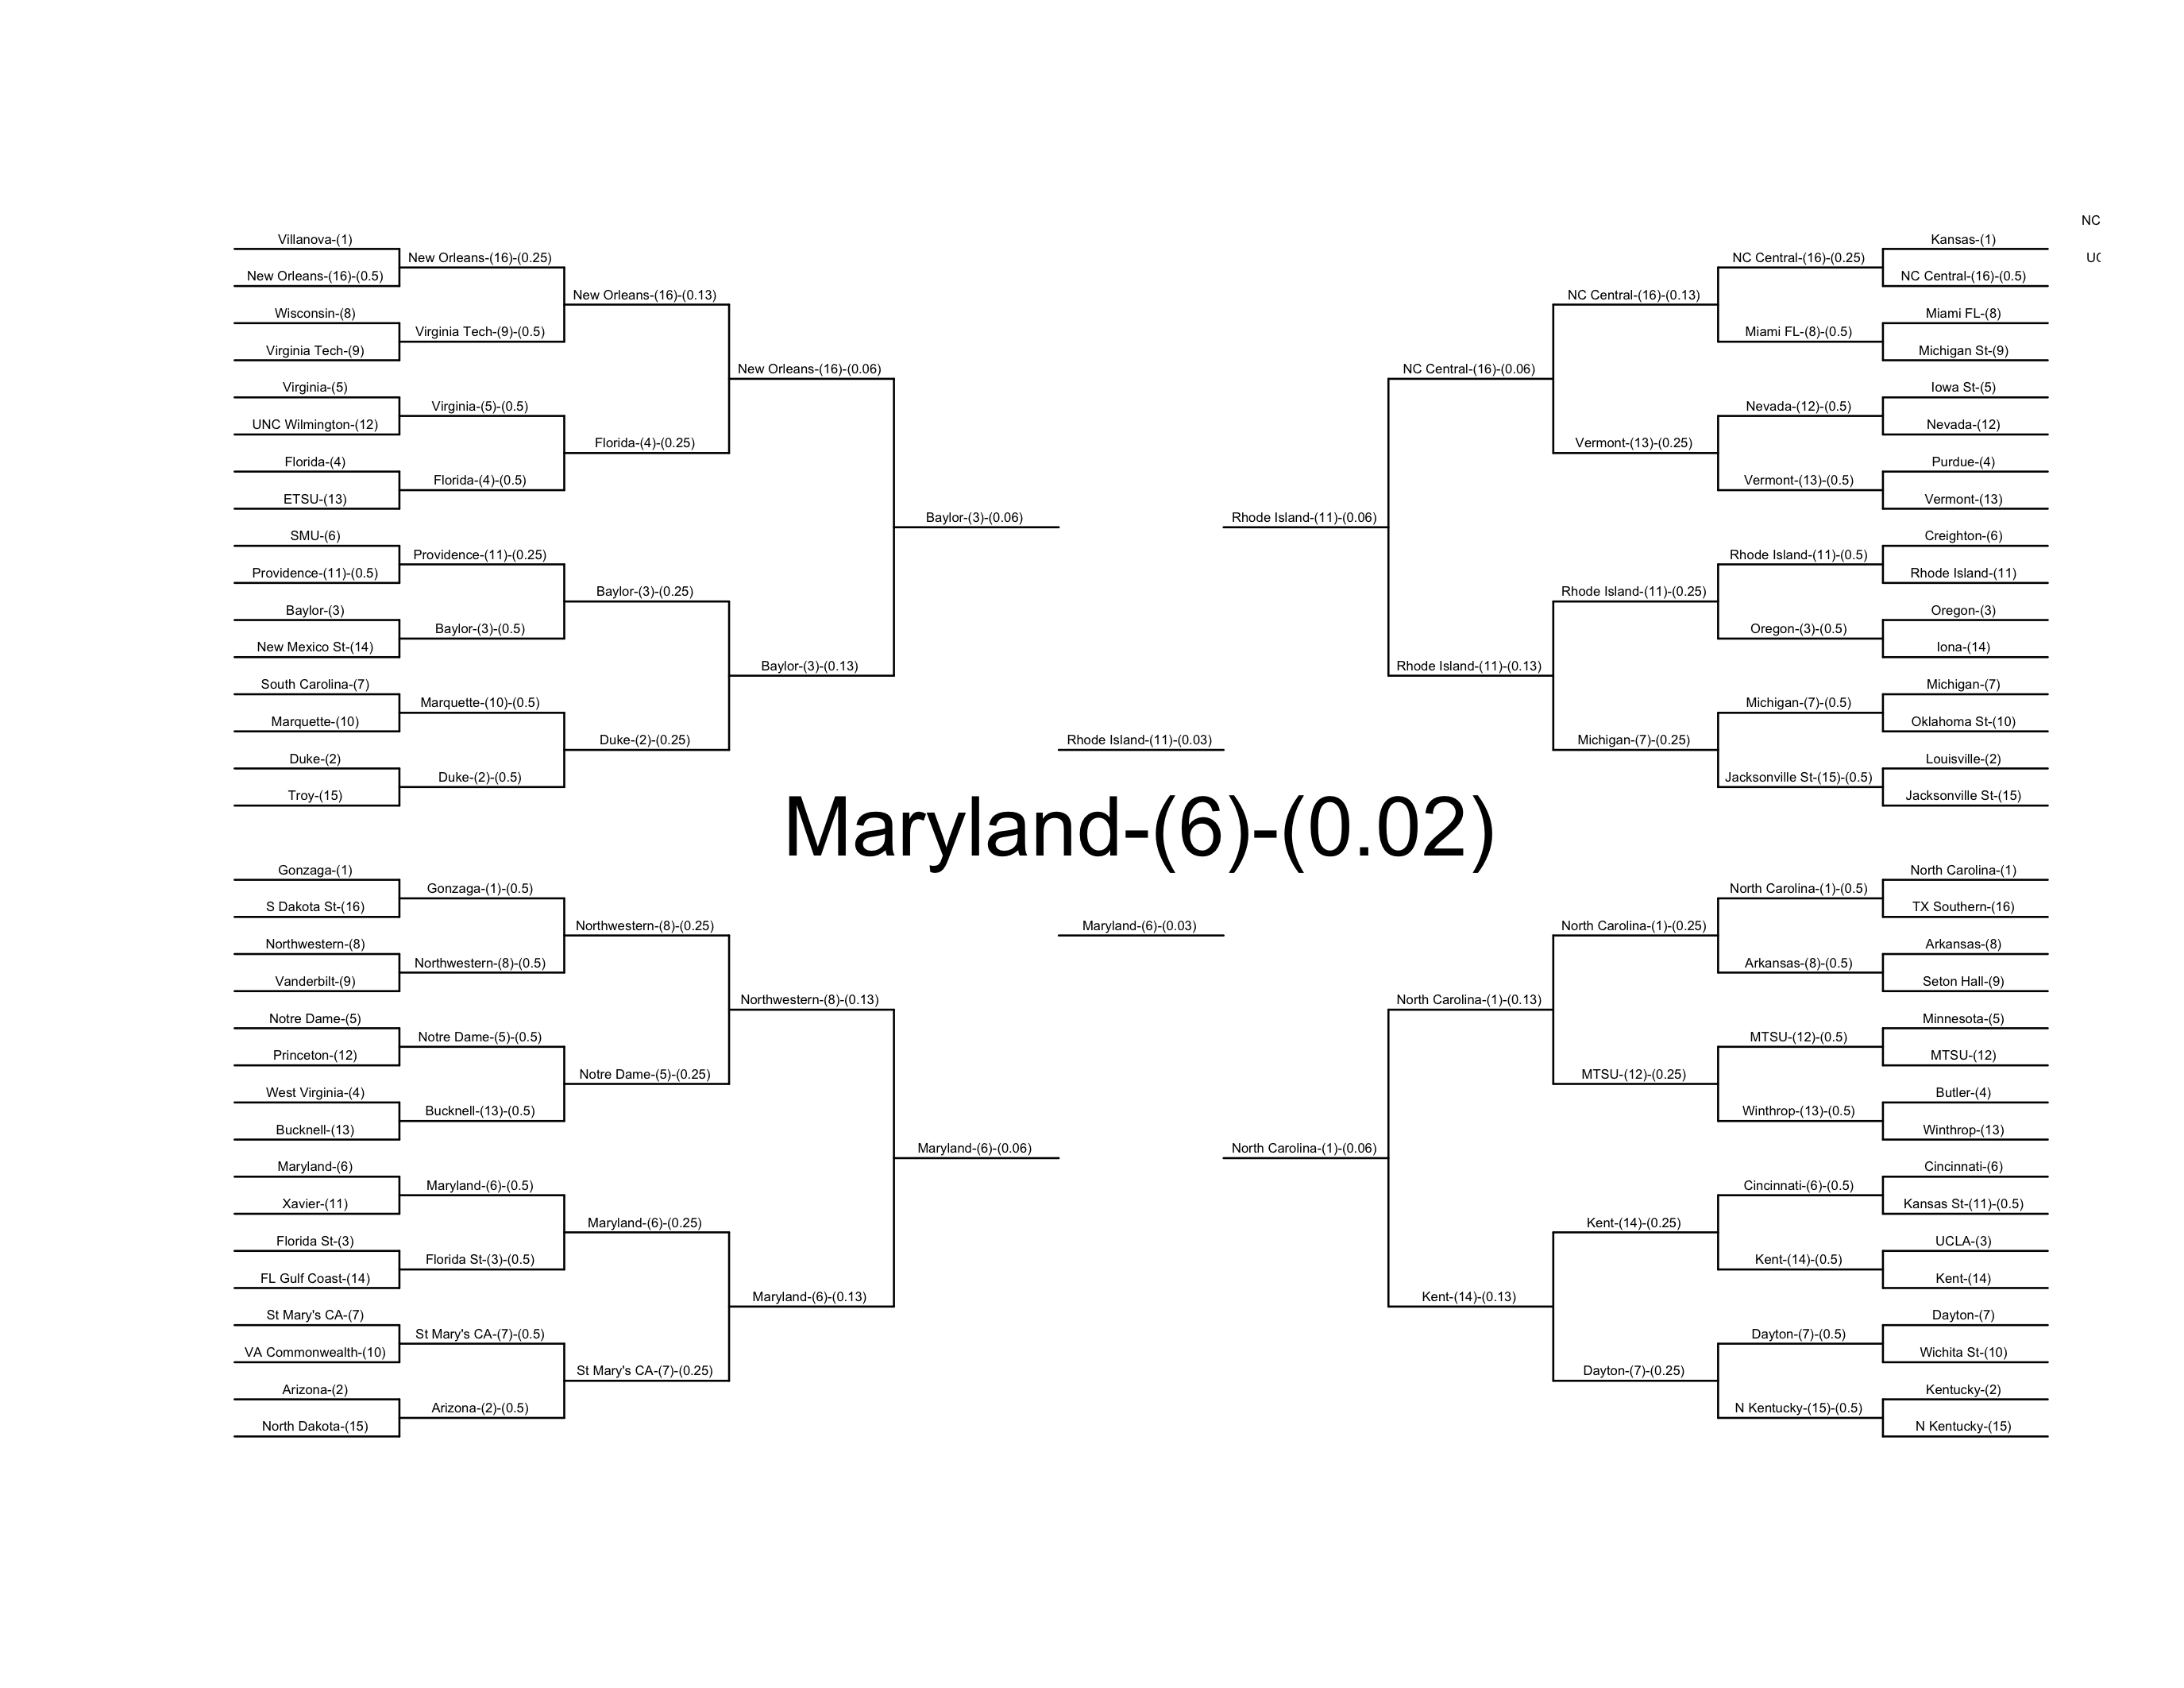 Villanova-(1)
New Orleans-(16)-(0.5)
Wisconsin-(8)
Virginia Tech-(9)
Virginia-(5)
UNC Wilmington-(12)
Florida-(4)
ETSU-(13)
SMU-(6)
Providence-(11)-(0.5)
Baylor-(3)
New Mexico St-(14)
South Carolina-(7)
Marquette-(10)
Duke-(2)
Troy-(15)
Gonzaga-(1)
S Dakota St-(16)
Northwestern-(8)
Vanderbilt-(9)
Notre Dame-(5)
Princeton-(12)
West Virginia-(4)
Bucknell-(13)
Maryland-(6)
Xavier-(11)
Florida St-(3)
FL Gulf Coast-(14)
St Mary's CA-(7)
VA Commonwealth-(10)
Arizona-(2)
North Dakota-(15)
New Orleans-(16)-(0.25)
Virginia Tech-(9)-(0.5)
Virginia-(5)-(0.5)
Florida-(4)-(0.5)
Providence-(11)-(0.25)
Baylor-(3)-(0.5)
Marquette-(10)-(0.5)
Duke-(2)-(0.5)
Gonzaga-(1)-(0.5)
Northwestern-(8)-(0.5)
Notre Dame-(5)-(0.5)
Bucknell-(13)-(0.5)
Maryland-(6)-(0.5)
Florida St-(3)-(0.5)
St Mary's CA-(7)-(0.5)
Arizona-(2)-(0.5)
New Orleans-(16)-(0.13)
Florida-(4)-(0.25)
Baylor-(3)-(0.25)
Duke-(2)-(0.25)
Northwestern-(8)-(0.25)
Notre Dame-(5)-(0.25)
Maryland-(6)-(0.25)
St Mary's CA-(7)-(0.25)
New Orleans-(16)-(0.06)
Baylor-(3)-(0.13)
Northwestern-(8)-(0.13)
Maryland-(6)-(0.13)
Baylor-(3)-(0.06)
Maryland-(6)-(0.06)
Rhode Island-(11)-(0.03)
Maryland-(6)-(0.02)
Maryland-(6)-(0.03)
Rhode Island-(11)-(0.06)
North Carolina-(1)-(0.06)
NC Central-(16)-(0.06)
Rhode Island-(11)-(0.13)
North Carolina-(1)-(0.13)
Kent-(14)-(0.13)
NC Central-(16)-(0.13)
Vermont-(13)-(0.25)
Rhode Island-(11)-(0.25)
Michigan-(7)-(0.25)
North Carolina-(1)-(0.25)
MTSU-(12)-(0.25)
Kent-(14)-(0.25)
Dayton-(7)-(0.25)
NC Central-(16)-(0.25)
Miami FL-(8)-(0.5)
Nevada-(12)-(0.5)
Vermont-(13)-(0.5)
Rhode Island-(11)-(0.5)
Oregon-(3)-(0.5)
Michigan-(7)-(0.5)
Jacksonville St-(15)-(0.5)
North Carolina-(1)-(0.5)
Arkansas-(8)-(0.5)
MTSU-(12)-(0.5)
Winthrop-(13)-(0.5)
Cincinnati-(6)-(0.5)
Kent-(14)-(0.5)
Dayton-(7)-(0.5)
N Kentucky-(15)-(0.5)
Kansas-(1)
NC Central-(16)-(0.5)
Miami FL-(8)
Michigan St-(9)
Iowa St-(5)
Nevada-(12)
Purdue-(4)
Vermont-(13)
Creighton-(6)
Rhode Island-(11)
Oregon-(3)
Iona-(14)
Michigan-(7)
Oklahoma St-(10)
Louisville-(2)
Jacksonville St-(15)
North Carolina-(1)
TX Southern-(16)
Arkansas-(8)
Seton Hall-(9)
Minnesota-(5)
MTSU-(12)
Butler-(4)
Winthrop-(13)
Cincinnati-(6)
Kansas St-(11)-(0.5)
UCLA-(3)
Kent-(14)
Dayton-(7)
Wichita St-(10)
Kentucky-(2)
N Kentucky-(15)
NC